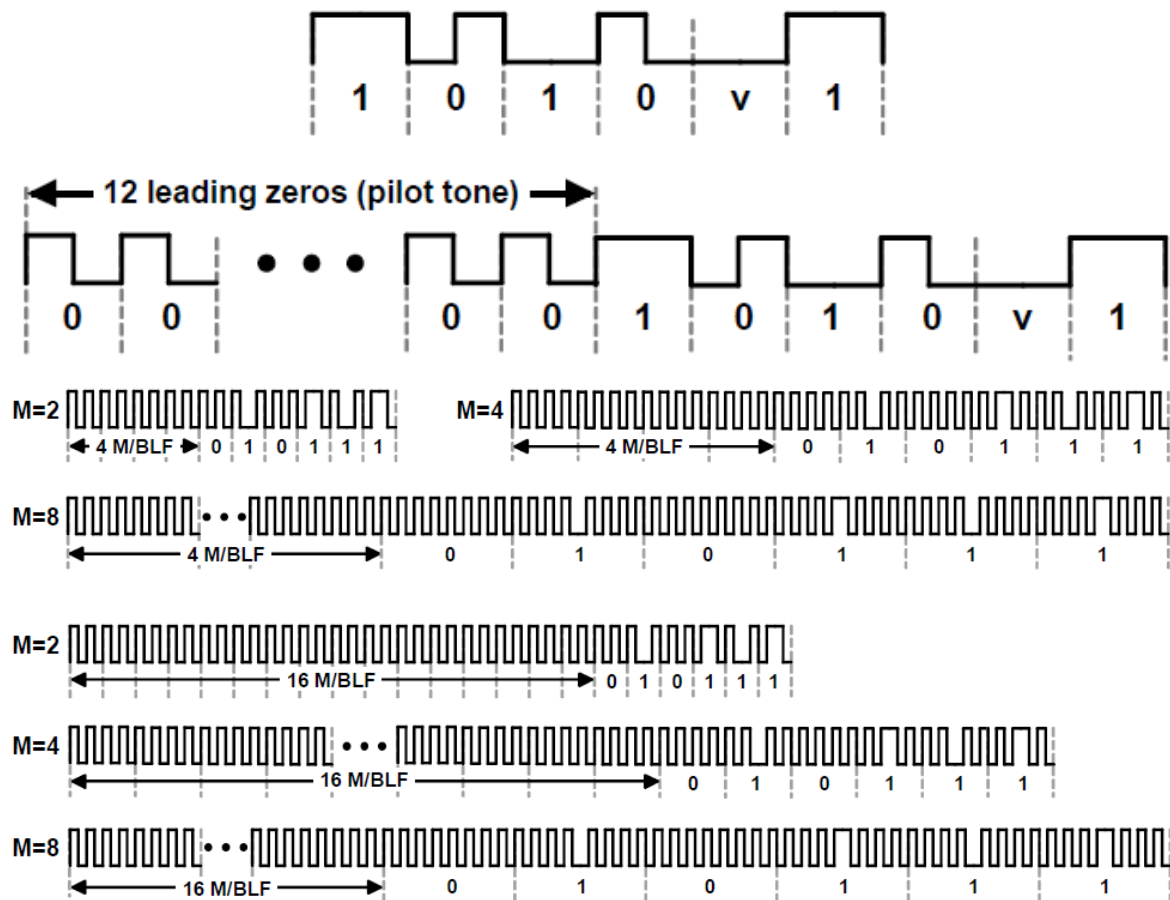 1 0 1 0 v 1
12 leading zeros (pilot tone)
0 0 0 0 1 0 1 0 v 1
M=2 M=4
4 M/BLF 0 1 0 1 1 1 4 M/BLF 0 1 0 1 1 1
M=8
4 M/BLF 0 1 0 1 1 1
M=2
16 M/BLF 0 1 0 1 1 1
M=4
16 M/BLF 0 1 0 1 1 1
M=8
16 M/BLF 0 1 0 1 1 1